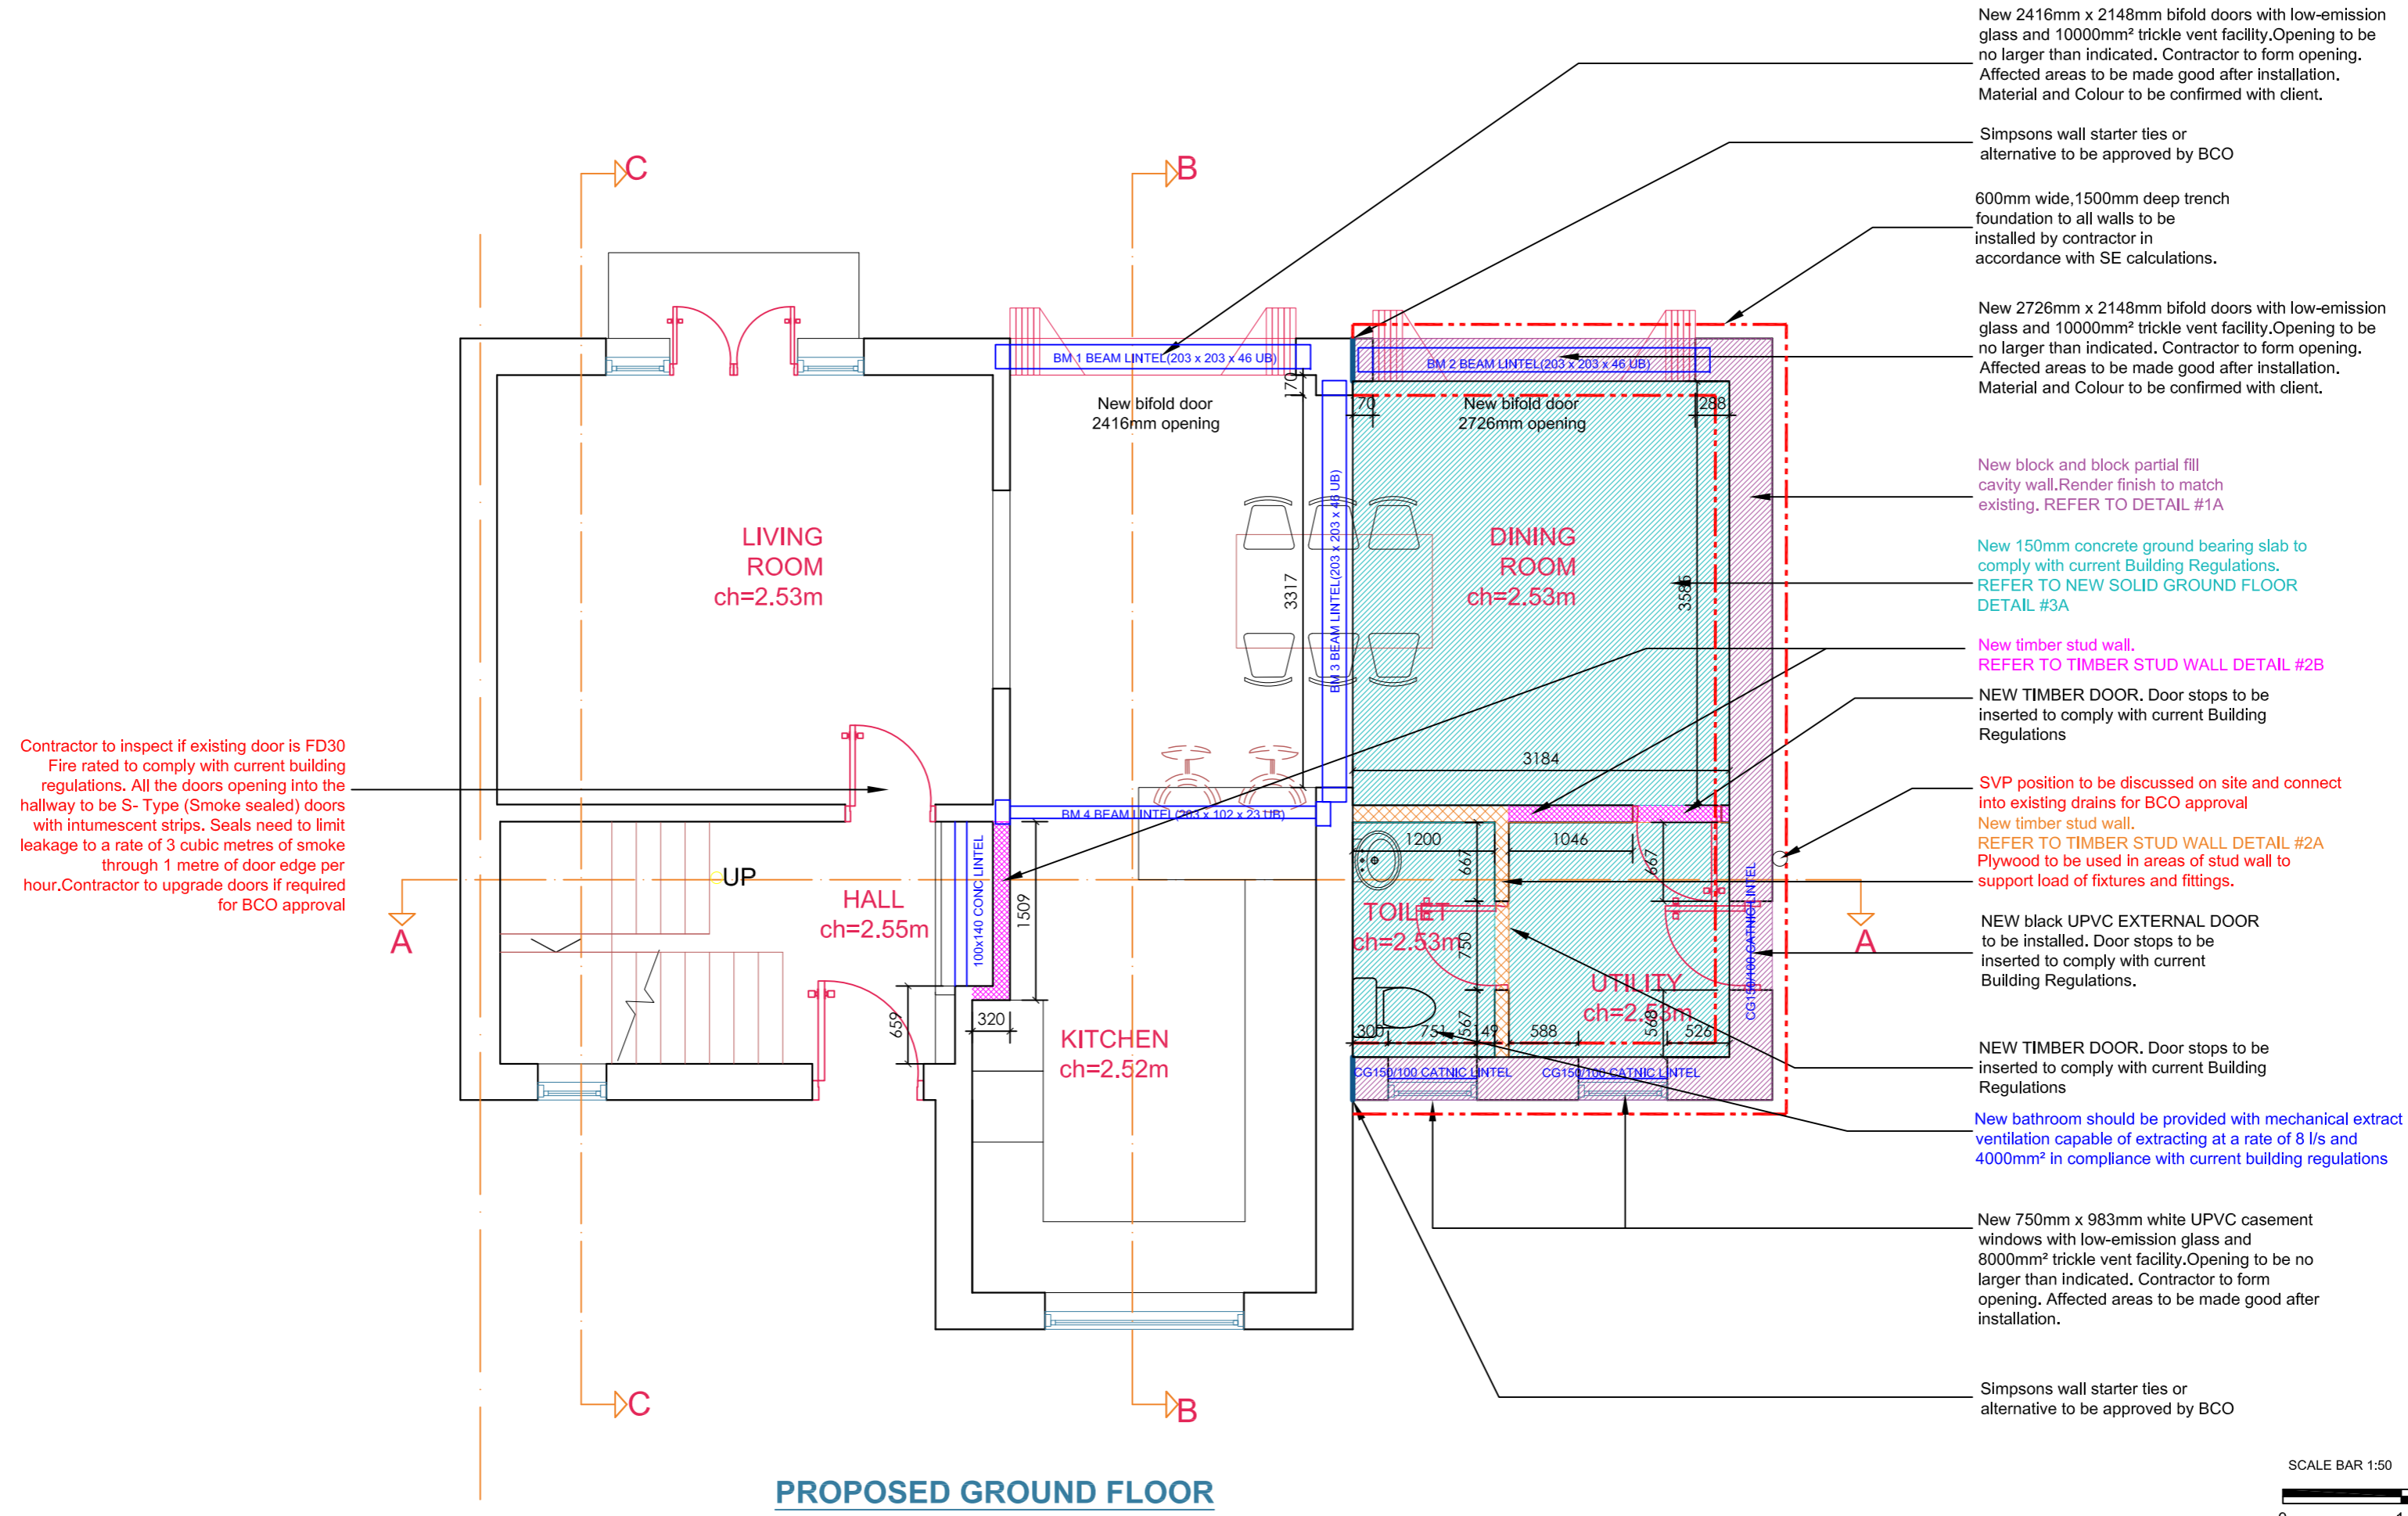 New 2416mm x 2148mm bifold doors with low-emission
glass and 10000mm² trickle vent facility.Opening to be
no larger than indicated. Contractor to form opening.
Affected areas to be made good after installation.
Material and Colour to be confirmed with client.
Simpsons wall starter ties or
alternative to be approved by BCO
600mm wide,1500mm deep trench
foundation to all walls to be
installed by contractor in
accordance with SE calculations.
New 2726mm x 2148mm bifold doors with low-emission
glass and 10000mm² trickle vent facility.Opening to be
no larger than indicated. Contractor to form opening.
Affected areas to be made good after installation.
Material and Colour to be confirmed with client.
New block and block partial fill
cavity wall.Render finish to match
existing. REFER TO DETAIL #1A
New 150mm concrete ground bearing slab to
comply with current Building Regulations.
REFER TO NEW SOLID GROUND FLOOR
DETAIL #3A
New timber stud wall.
REFER TO TIMBER STUD WALL DETAIL #2B
NEW TIMBER DOOR. Door stops to be
inserted to comply with current Building
Regulations
SVP position to be discussed on site and connect
into existing drains for BCO approval
New timber stud wall.
REFER TO TIMBER STUD WALL DETAIL #2A
Plywood to be used in areas of stud wall to
support load of fixtures and fittings.
NEW black UPVC EXTERNAL DOOR
to be installed. Door stops to be
inserted to comply with current
Building Regulations.
NEW TIMBER DOOR. Door stops to be
inserted to comply with current Building
Regulations
New bathroom should be provided with mechanical extract
ventilation capable of extracting at a rate of 8 l/s and
4000mm² in compliance with current building regulations
New 750mm x 983mm white UPVC casement
windows with low-emission glass and
8000mm² trickle vent facility.Opening to be no
larger than indicated. Contractor to form
opening. Affected areas to be made good after
installation.
Simpsons wall starter ties or
alternative to be approved by BCO
Contractor to inspect if existing door is FD30
Fire rated to comply with current building
regulations. All the doors opening into the
hallway to be S- Type (Smoke sealed) doors
with intumescent strips. Seals need to limit
leakage to a rate of 3 cubic metres of smoke
through 1 metre of door edge per
hour.Contractor to upgrade doors if required
for BCO approval
C
B
BM 1 BEAM LINTEL(203 x 203 x 46 UB)
BM 2 BEAM LINTEL(203 x 203 x 46 UB)
170
New bifold door
2416mm opening
70
New bifold door
2726mm opening
288
BM 3 BEAM LINTEL(203 x 203 x 46 UB)
LIVING
ROOM
ch=2.53m
3317
DINING
ROOM
ch=2.53m
3184
BM 4 BEAM LINTEL(203 x 102 x 23 UB)
UP
HALL
ch=2.55m
100x140 CONC LINTEL
1509
659
320
KITCHEN
ch=2.52m
1200
667
1046
667
TOILET
ch=2.53m
750
UTILITY
ch=2.53m
CG150/100 CATNIC LINTEL
300
751
567
149
588
568
526
CG150/100 CATNIC LINTEL
CG150/100 CATNIC LINTEL
A
A
C
B
PROPOSED GROUND FLOOR
SCALE BAR 1:50
0
1